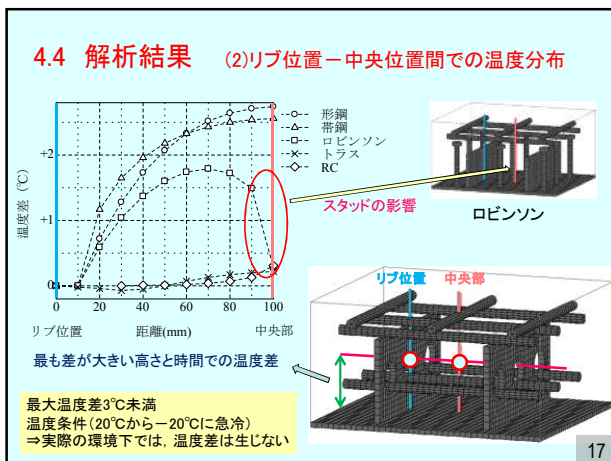 4.4 解析結果 (2)リブ位置－中央位置間での温度分布
形鋼
帯鋼
ロビンソン
トラス
RC
+2
+1
0
温度差 (℃)
0 20 40 60 80 100
リブ位置 距離(mm) 中央部
スタッドの影響
ロビンソン
リブ位置 中央部
最も差が大きい高さと時間での温度差
最大温度差3℃未満
温度条件(20℃から－20℃に急冷)
⇒実際の環境下では，温度差は生じない
17